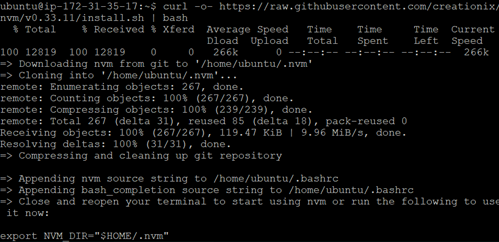 ubuntu@ip-172-31-35-17:~$ curl -o- https://raw.githubusercontent.com/creationix/
nvm/v0.33.11/install.sh | bash
  % Total    % Received % Xferd  Average Speed   Time    Time     Time  Current
                                 Dload  Upload   Total   Spent    Left  Speed
100 12819  100 12819    0     0   266k      0 --:--:-- --:--:-- --:--:--  266k
=> Downloading nvm from git to '/home/ubuntu/.nvm'
=> Cloning into '/home/ubuntu/.nvm'...
remote: Enumerating objects: 267, done.
remote: Counting objects: 100% (267/267), done.
remote: Compressing objects: 100% (239/239), done.
remote: Total 267 (delta 31), reused 85 (delta 18), pack-reused 0
Receiving objects: 100% (267/267), 119.47 KiB | 9.96 MiB/s, done.
Resolving deltas: 100% (31/31), done.
=> Compressing and cleaning up git repository
=> Appending nvm source string to /home/ubuntu/.bashrc
=> Appending bash_completion source string to /home/ubuntu/.bashrc
=> Close and reopen your terminal to start using nvm or run the following to use
 it now:
export NVM_DIR="$HOME/.nvm"